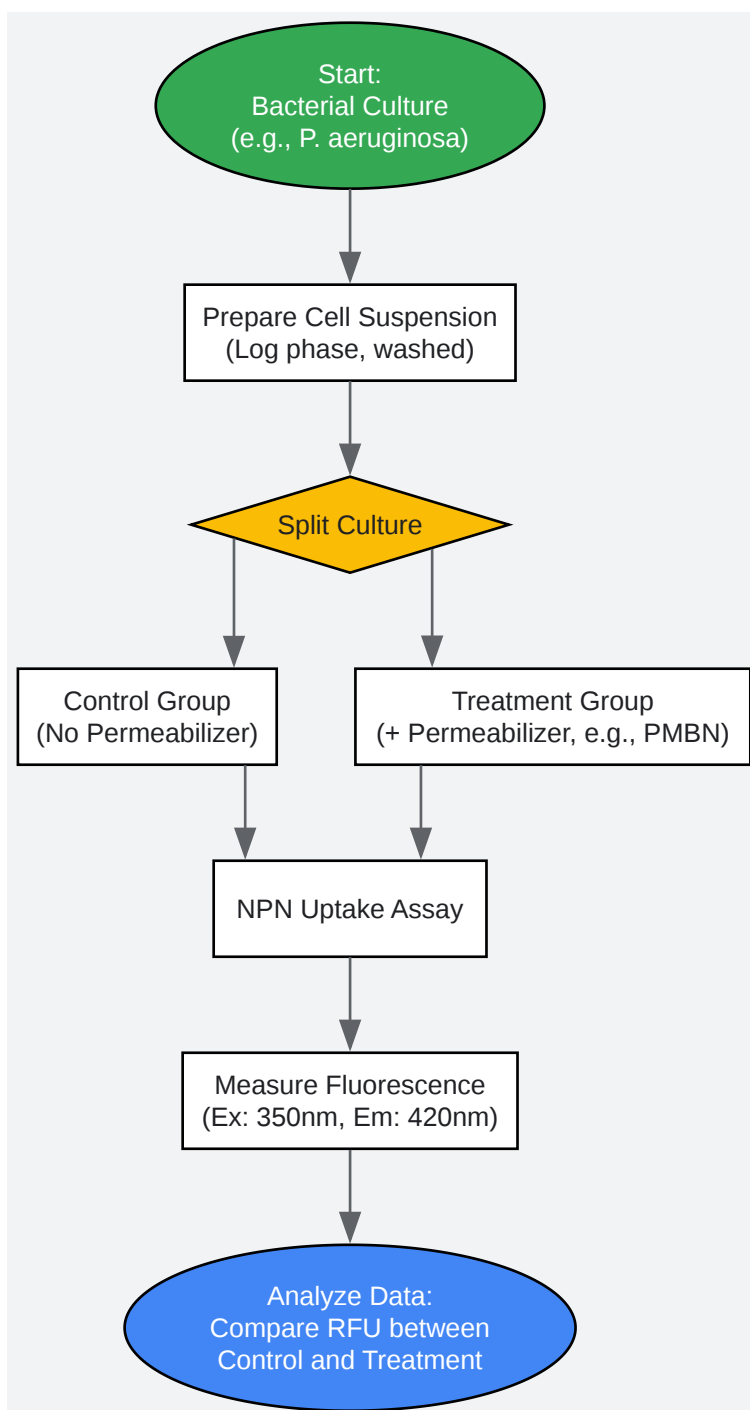 Start:
Bacterial Culture
(e.g., P. aeruginosa)
Prepare Cell Suspension
(Log phase, washed)
Split Culture
Control Group
(No Permeabilizer)
Treatment Group
(+ Permeabilizer, e.g., PMBN)
NPN Uptake Assay
Measure Fluorescence
(Ex: 350nm, Em: 420nm)
Analyze Data:
Compare RFU between
Control and Treatment